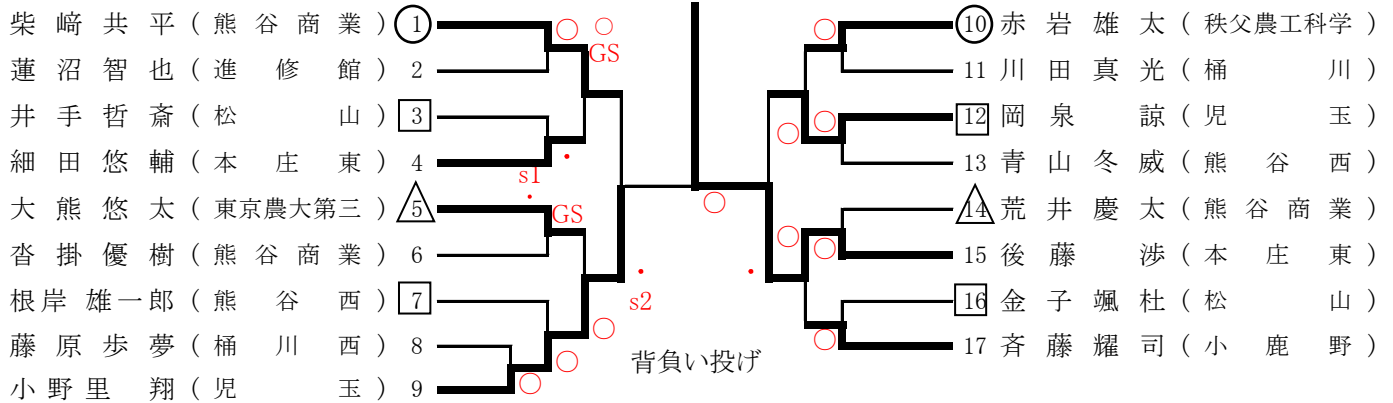 柴﨑共平（熊谷商業）1
蓮沼智也（進修館）2
井手哲斎（松山）3
細田悠輔（本庄東）4
大熊悠太（東京農大第三）5
沓掛優樹（熊谷商業）6
根岸雄一郎（熊谷西）7
藤原歩夢（桶川西）8
小野里翔（児玉）9
○ ○
GS
・
s1
・
GS
・
s2
○
○
○
○
背負い投げ
・
○
○
○
○
○
○
10 赤岩雄太（秩父農工科学）
11 川田真光（桶川）
12 岡泉諒（児玉）
13 青山冬威（熊谷西）
14 荒井慶太（熊谷商業）
15 後藤渉（本庄東）
16 金子颯杜（松山）
17 斉藤耀司（小鹿野）